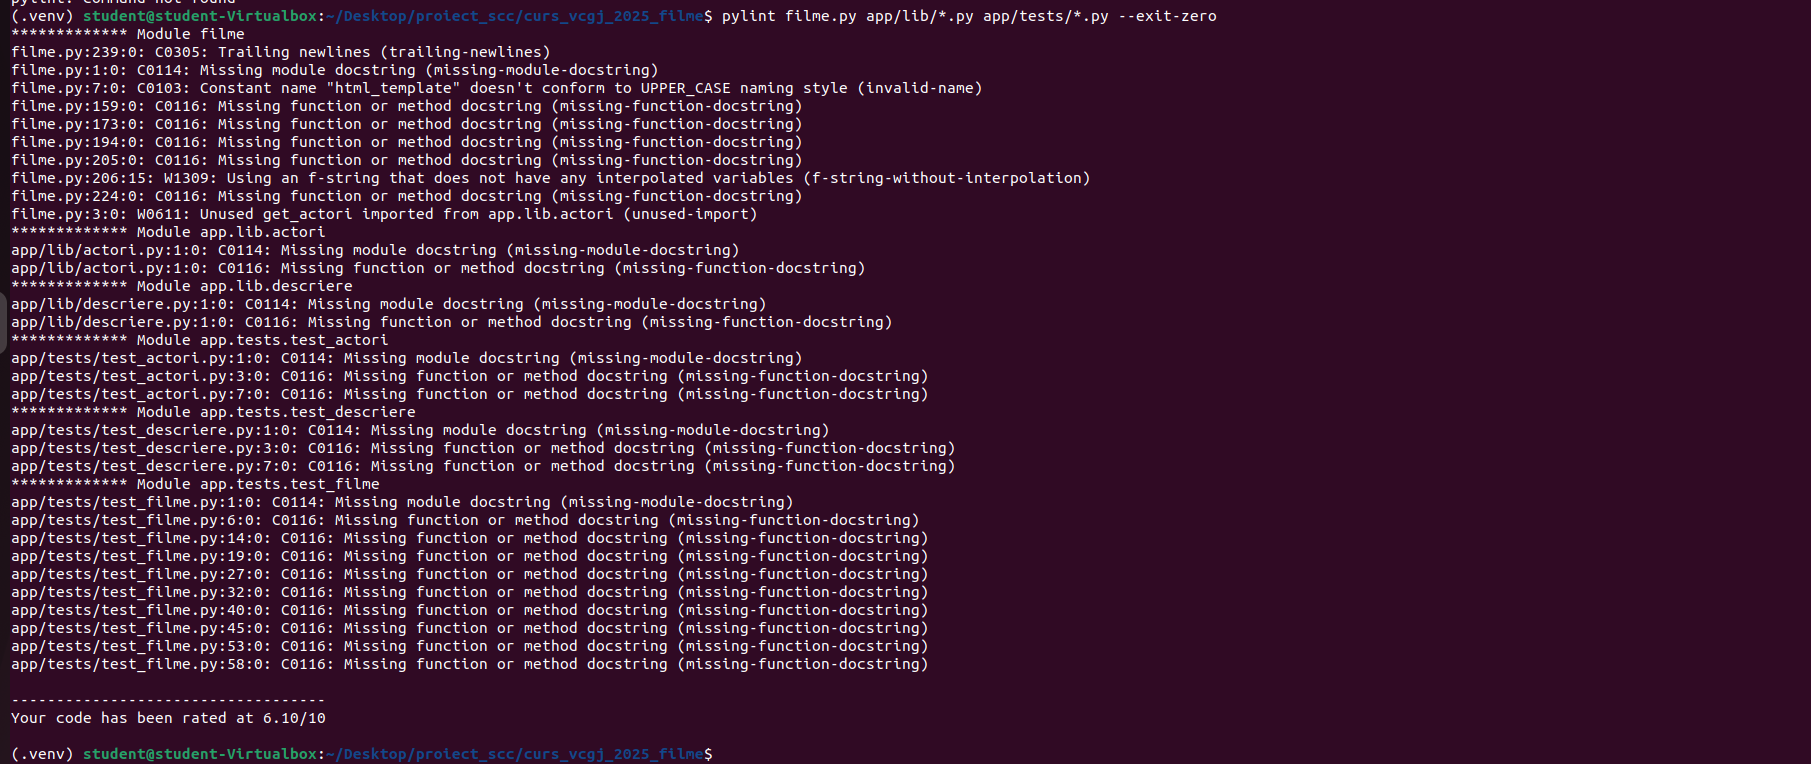 pylint: command not found
(.venv) student@student-Virtualbox:~/Desktop/proiect_scc/curs_vcgj_2025_filme$ pylint filme.py app/lib/*.py app/tests/*.py --exit-zero
************* Module filme
filme.py:239:0: C0305: Trailing newlines (trailing-newlines)
filme.py:1:0: C0114: Missing module docstring (missing-module-docstring)
filme.py:7:0: C0103: Constant name "html_template" doesn't conform to UPPER_CASE naming style (invalid-name)
filme.py:159:0: C0116: Missing function or method docstring (missing-function-docstring)
filme.py:173:0: C0116: Missing function or method docstring (missing-function-docstring)
filme.py:194:0: C0116: Missing function or method docstring (missing-function-docstring)
filme.py:205:0: C0116: Missing function or method docstring (missing-function-docstring)
filme.py:206:15: W1309: Using an f-string that does not have any interpolated variables (f-string-without-interpolation)
filme.py:224:0: C0116: Missing function or method docstring (missing-function-docstring)
filme.py:3:0: W0611: Unused get_actori imported from app.lib.actori (unused-import)
************* Module app.lib.actori
app/lib/actori.py:1:0: C0114: Missing module docstring (missing-module-docstring)
app/lib/actori.py:1:0: C0116: Missing function or method docstring (missing-function-docstring)
************* Module app.lib.descriere
app/lib/descriere.py:1:0: C0114: Missing module docstring (missing-module-docstring)
app/lib/descriere.py:1:0: C0116: Missing function or method docstring (missing-function-docstring)
************* Module app.tests.test_actori
app/tests/test_actori.py:1:0: C0114: Missing module docstring (missing-module-docstring)
app/tests/test_actori.py:3:0: C0116: Missing function or method docstring (missing-function-docstring)
app/tests/test_actori.py:7:0: C0116: Missing function or method docstring (missing-function-docstring)
************* Module app.tests.test_descriere
app/tests/test_descriere.py:1:0: C0114: Missing module docstring (missing-module-docstring)
app/tests/test_descriere.py:3:0: C0116: Missing function or method docstring (missing-function-docstring)
app/tests/test_descriere.py:7:0: C0116: Missing function or method docstring (missing-function-docstring)
************* Module app.tests.test_filme
app/tests/test_filme.py:1:0: C0114: Missing module docstring (missing-module-docstring)
app/tests/test_filme.py:6:0: C0116: Missing function or method docstring (missing-function-docstring)
app/tests/test_filme.py:14:0: C0116: Missing function or method docstring (missing-function-docstring)
app/tests/test_filme.py:19:0: C0116: Missing function or method docstring (missing-function-docstring)
app/tests/test_filme.py:27:0: C0116: Missing function or method docstring (missing-function-docstring)
app/tests/test_filme.py:32:0: C0116: Missing function or method docstring (missing-function-docstring)
app/tests/test_filme.py:40:0: C0116: Missing function or method docstring (missing-function-docstring)
app/tests/test_filme.py:45:0: C0116: Missing function or method docstring (missing-function-docstring)
app/tests/test_filme.py:53:0: C0116: Missing function or method docstring (missing-function-docstring)
app/tests/test_filme.py:58:0: C0116: Missing function or method docstring (missing-function-docstring)
-----------------------------------
Your code has been rated at 6.10/10
(.venv) student@student-Virtualbox:~/Desktop/proiect_scc/curs_vcgj_2025_filme$